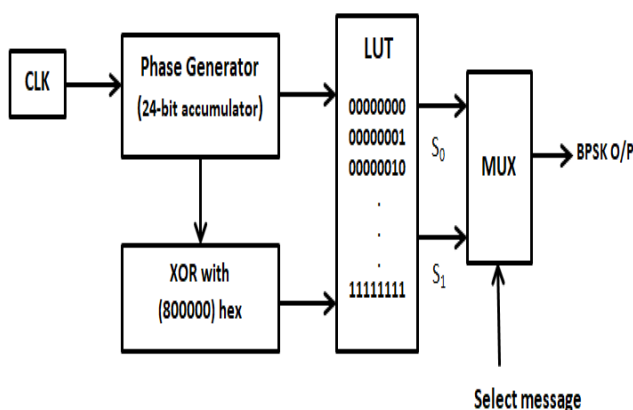 CLK
Phase Generator
(24-bit accumulator)
XOR with
(800000) hex
LUT
00000000
00000001
00000010
.
.
.
11111111
S0
S1
MUX
BPSK O/P
Select message